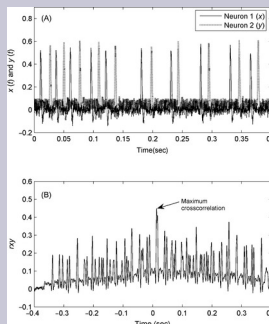 xy
Neuron 1 (x)
Neuron 2 (y)
(A)
x (t) and y (t)
0.8
0.6
0.4
0.2
0
−0.2
0 0.05 0.1 0.15 0.2 0.25 0.3 0.35
Time(sec)
(B)
Maximum
crosscorrelation
rxy
0.6
0.5
0.4
0.3
0.2
0.1
0
−0.1
−0.4 −0.3 −0.2 −0.1 0 0.1 0.2 0.3
Time (sec)